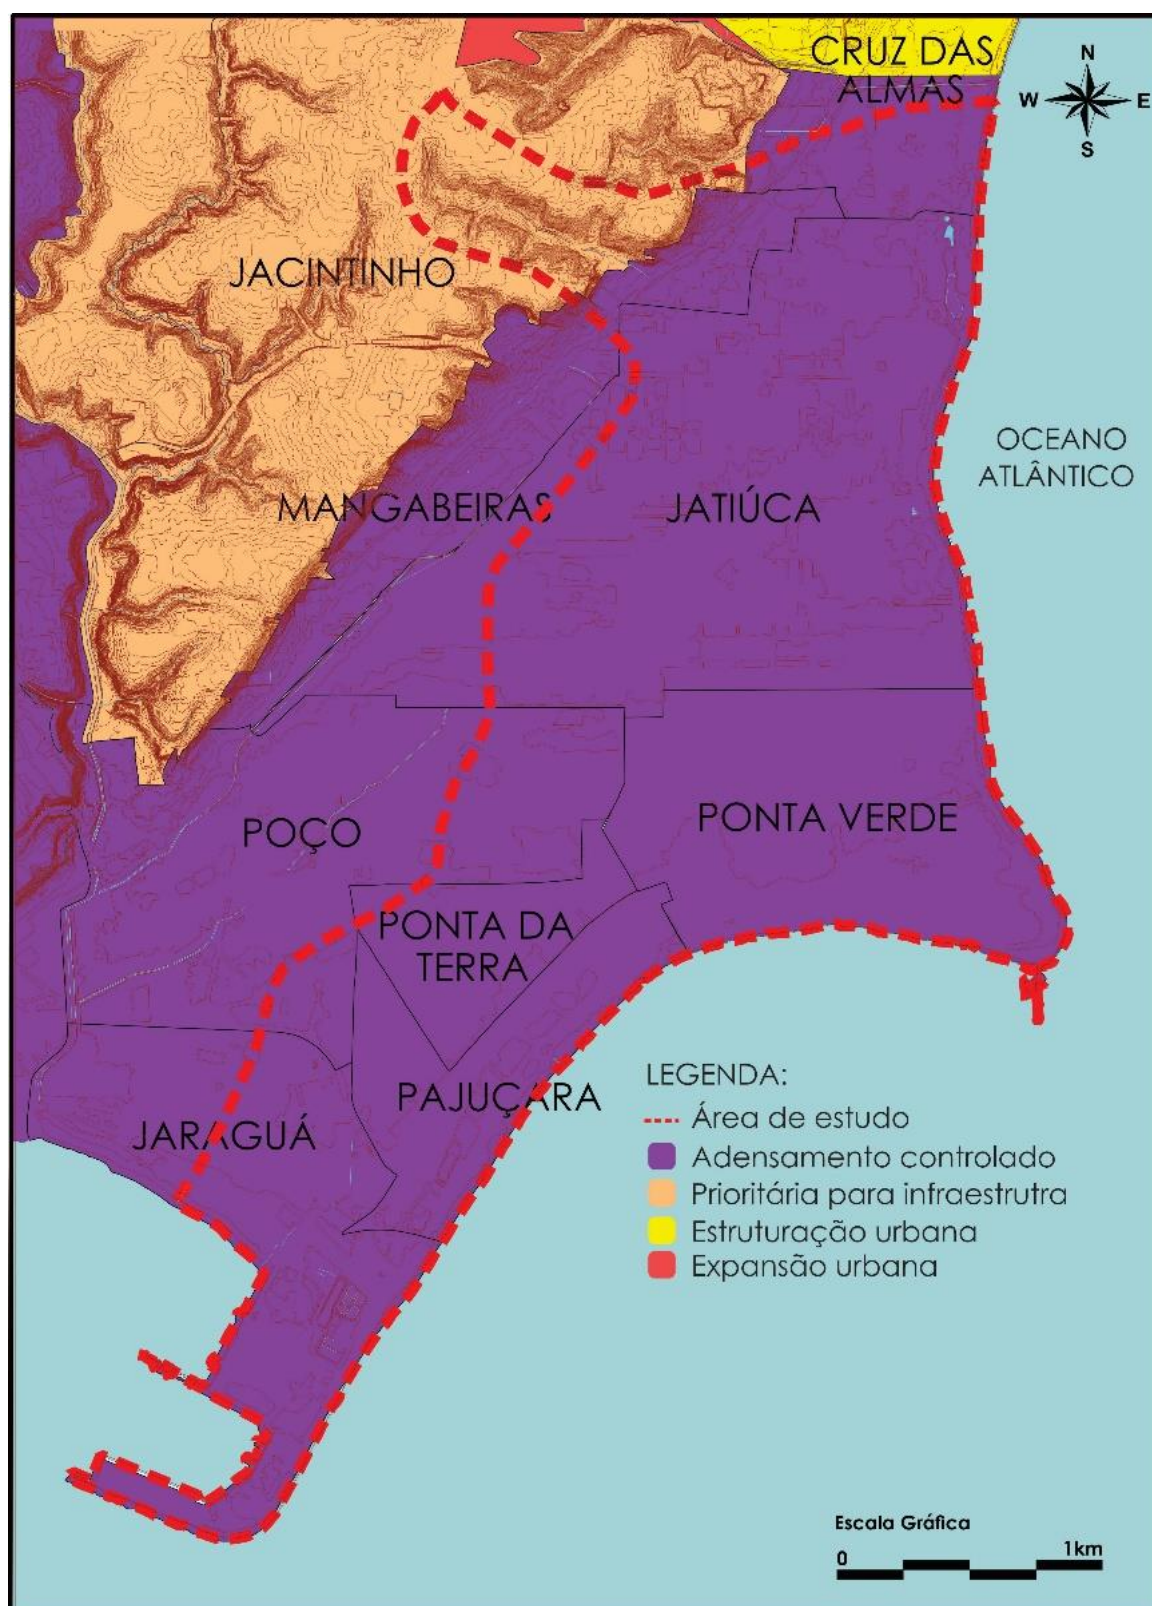 CRUZ DAS
ALMAS
N
W
E
S
JACINTINHO
OCEANO
ATLÂNTICO
MANGABEIRAS
JATIÚCA
PONTA VERDE
POÇO
PONTA DA
TERRA
PAJUÇARA
JARAGUÁ
LEGENDA:
Área de estudo
Adensamento controlado
Prioritária para infraestrutra
Estruturação urbana
Expansão urbana
Escala Gráfica
0
1km